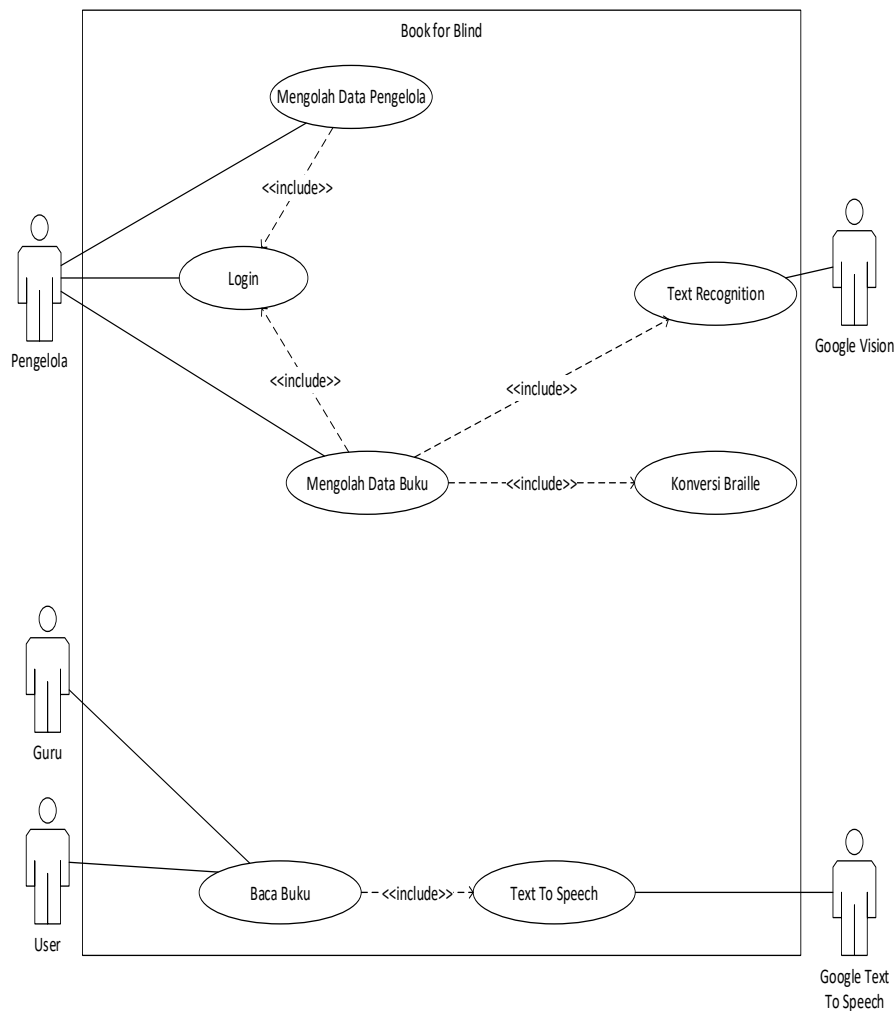 Book for Blind
Mengolah Data Pengelola
<<include>>
Login
Text Recognition
Pengelola
Google Vision
<<include>>
<<include>>
Mengolah Data Buku
<<include>>
Konversi Braille
Guru
Baca Buku
<<include>>
Text To Speech
User
Google Text
To Speech